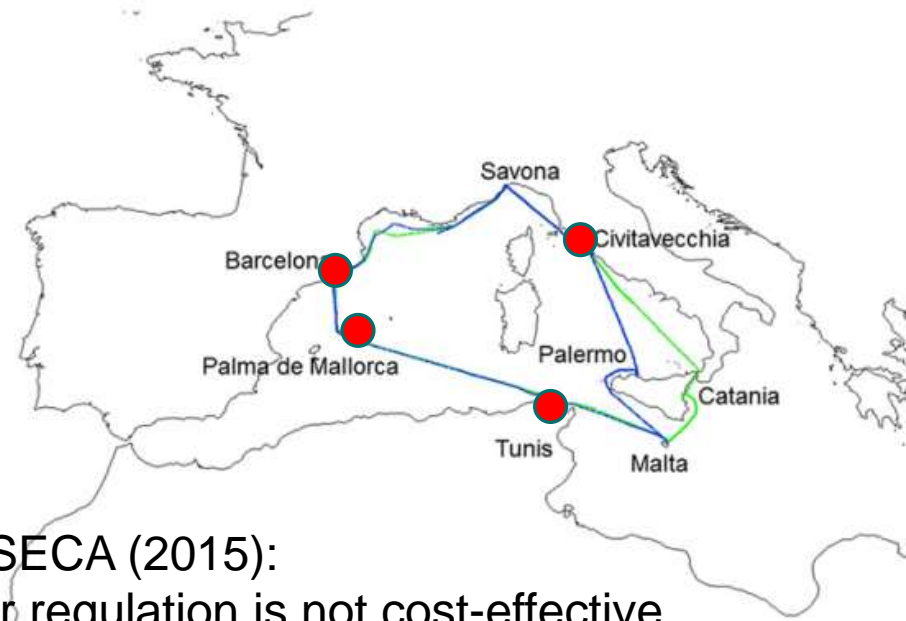 Savona
Civitavecchia
Barcelona
Palermo
Palma de Mallorca
Catania
Tunis
Malta
SECA (2015):
r regulation is not cost-effective